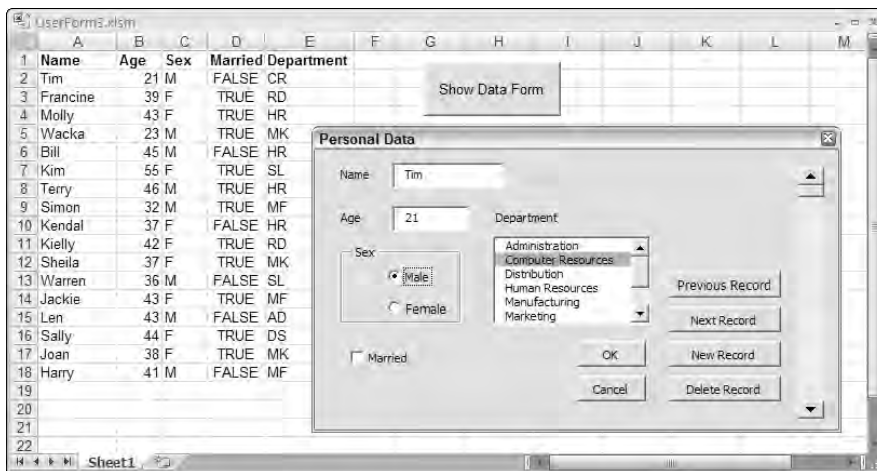 UserForm3.xlsm
A B C D E F G H I J K L M
1 Name Age Sex Married Department
2 Tim 21 M FALSE CR
3 Francine 39 F TRUE RD
4 Molly 43 F TRUE HR
5 Wacka 23 M TRUE MK
6 Bill 45 M FALSE HR
7 Kim 55 F TRUE SL
8 Terry 46 M TRUE HR
9 Simon 32 M TRUE MF
10 Kendal 37 F FALSE HR
11 Kielly 42 F TRUE RD
12 Sheila 37 F TRUE MK
13 Warren 36 M FALSE SL
14 Jackie 43 F TRUE MF
15 Len 43 M FALSE AD
16 Sally 44 F TRUE DS
17 Joan 38 F TRUE MK
18 Harry 41 M FALSE MF
19
20
21
22
Show Data Form
Personal Data
Name Tim
Age 21
Department
Sex
Male
Female
Administration
Computer Resources
Distribution
Human Resources
Manufacturing
Marketing
Married
OK
Cancel
Previous Record
Next Record
New Record
Delete Record
Sheet1